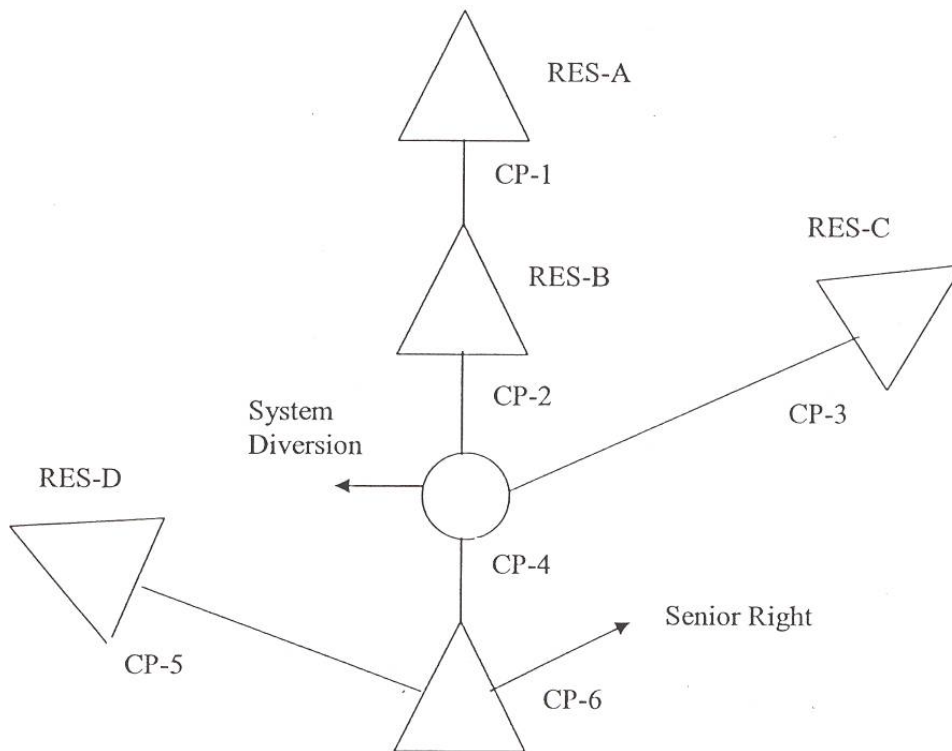 RES-A
CP-1
RES-C
RES-B
CP-2
CP-3
System
Diversion
RES-D
CP-4
Senior Right
CP-5
CP-6